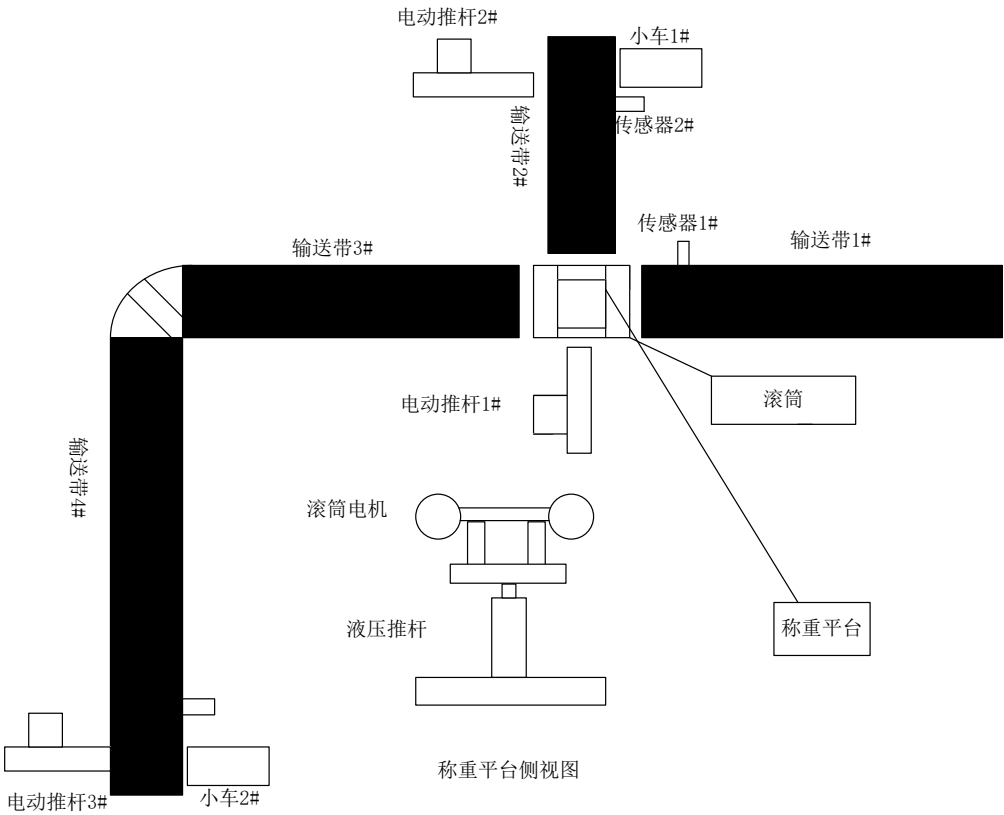 电动推杆2#
小车1#
输送带2#
传感器2#
传感器1#
输送带1#
输送带3#
滚筒
电动推杆1#
输送带4#
滚筒电机
液压推杆
称重平台
称重平台侧视图
电动推杆3#
小车2#